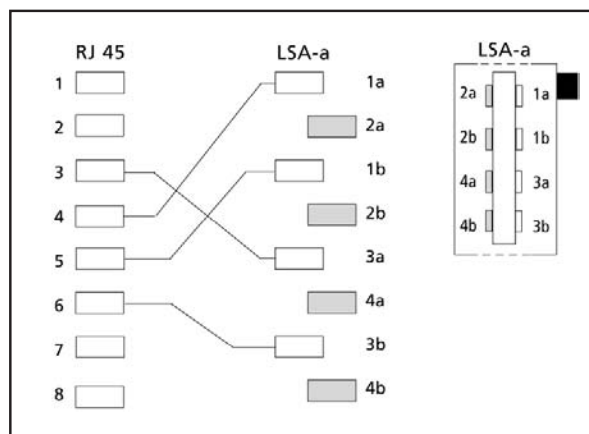 RJ 45 LSA-a LSA-a
1 1a
2 2a
3 1b
4 2b
5 3a
6 4a
7 3b
8 4b
2a 1a
2b 1b
4a 3a
4b 3b